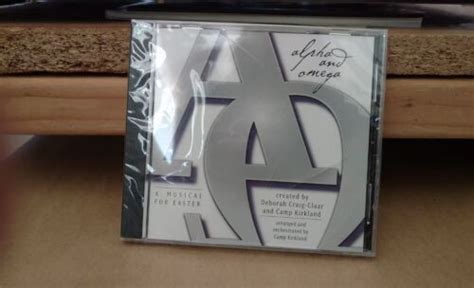 alpha
and
omega
A MUSICAL
FOR EASTER
created by
Deborah Craig-Claar
and Camp Kirkland
arranged and
orchestrated by
Camp Kirkland